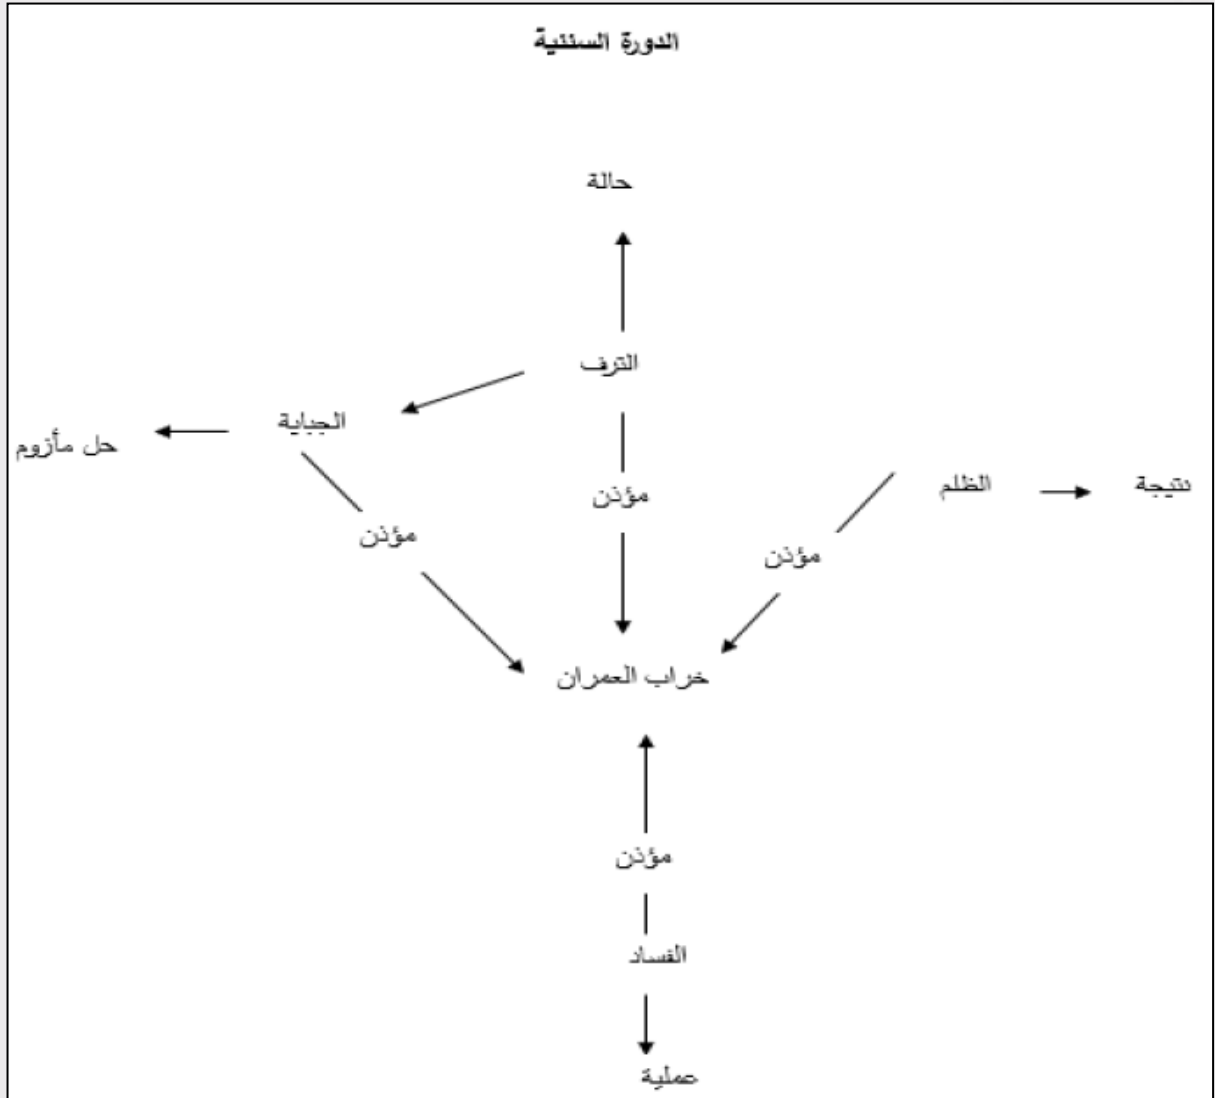 الدورة السننية
حالة
الترف
الجباية
حل مأزوم
نتيجة
الظلم
مؤذن
مؤذن
مؤذن
خراب العمران
مؤذن
الفساد
عملية